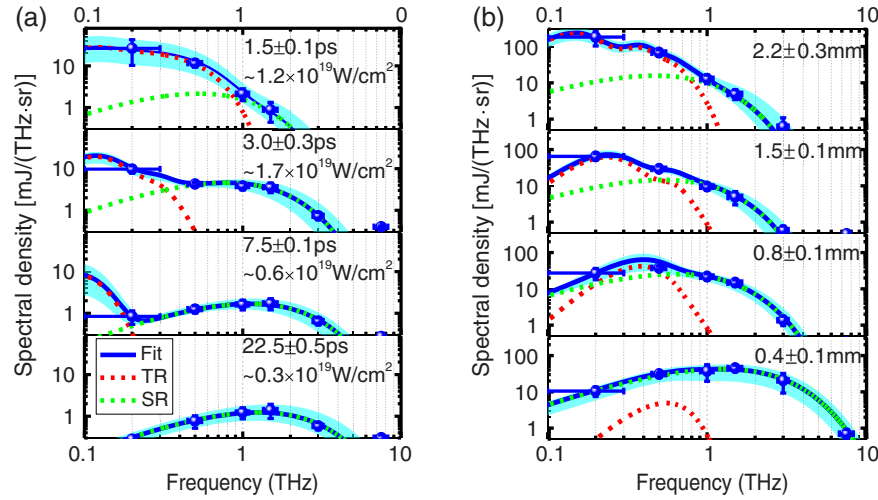 (a)
0.1 1 0
1.5±0.1ps
~1.2×10¹⁹W/cm²
10
1
3.0±0.3ps
~1.7×10¹⁹W/cm²
10
1
7.5±0.1ps
~0.6×10¹⁹W/cm²
10
1
22.5±0.5ps
~0.3×10¹⁹W/cm²
10
1
Fit
TR
SR
Spectral density [mJ/(THz·sr)]
0.1 1 10
Frequency (THz)
(b)
0.1 1 10
2.2±0.3mm
100
10
1
1.5±0.1mm
100
10
1
0.8±0.1mm
100
10
1
0.4±0.1mm
100
10
1
Spectral density [mJ/(THz·sr)]
0.1 1 10
Frequency (THz)